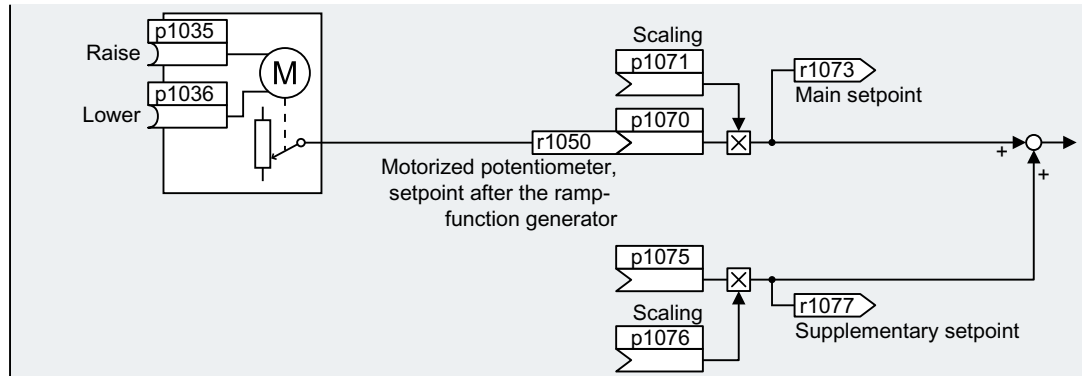 p1035
Raise
p1036
Lower
M
Scaling
p1071
r1073
Main setpoint
p1070
r1050
+
+
Motorized potentiometer,
setpoint after the ramp-
function generator
p1075
r1077
Supplementary setpoint
Scaling
p1076